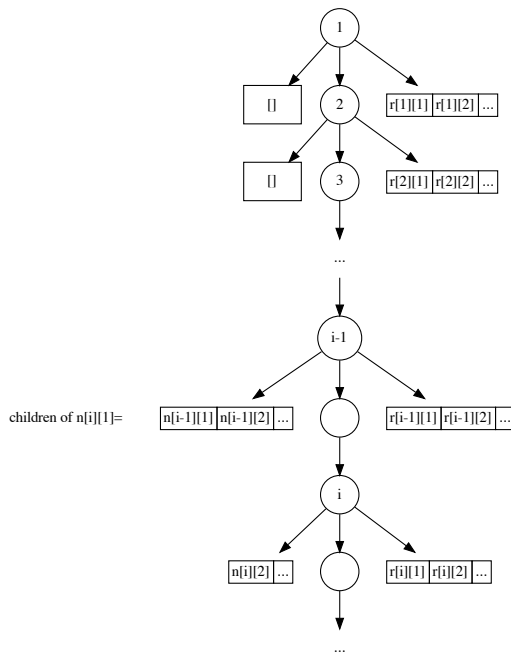 1
[] 2 r[1][1] r[1][2] ...
[] 3 r[2][1] r[2][2] ...
...
i-1
children of n[i][1]= n[i-1][1] n[i-1][2] ... r[i-1][1] r[i-1][2] ...
i
n[i][2] ... r[i][1] r[i][2] ...
...